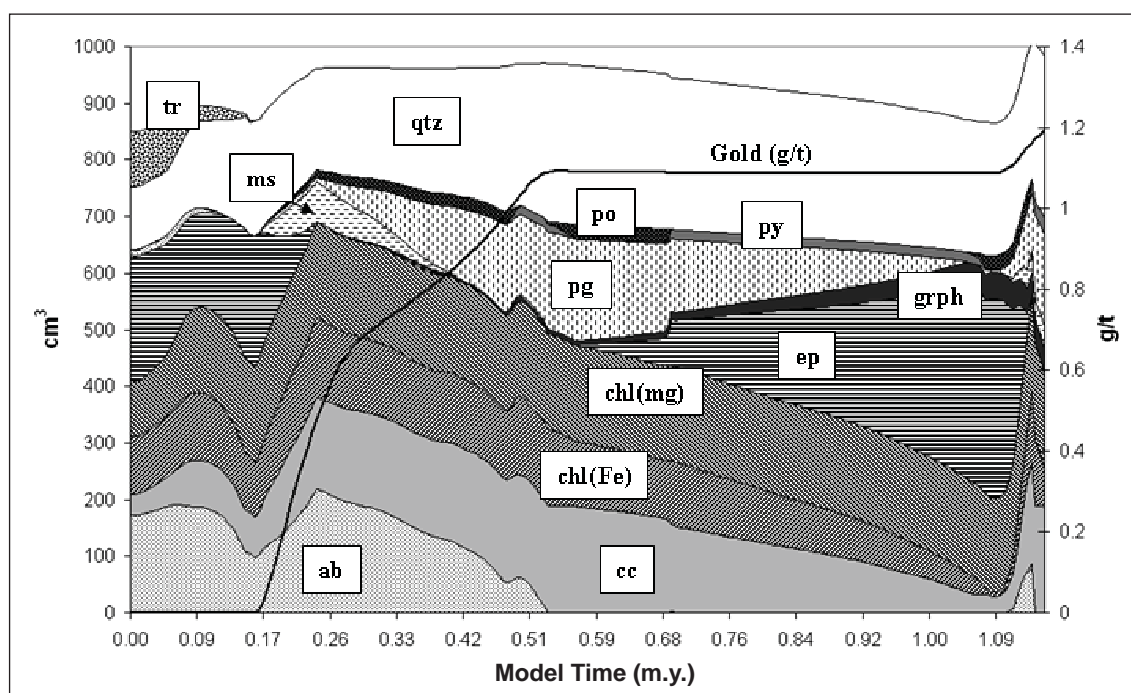 1000
900
800
700
600
500
400
300
200
100
0
cm3
1.4
1.2
1
0.8
0.6
0.4
0.2
0
g/t
tr
qtz
ms
Gold (g/t)
po
py
pg
grph
ep
chl(mg)
chl(Fe)
ab
cc
0.00 0.09 0.17 0.26 0.33 0.42 0.51 0.59 0.68 0.76 0.84 0.92 1.00 1.09
Model Time (m.y.)